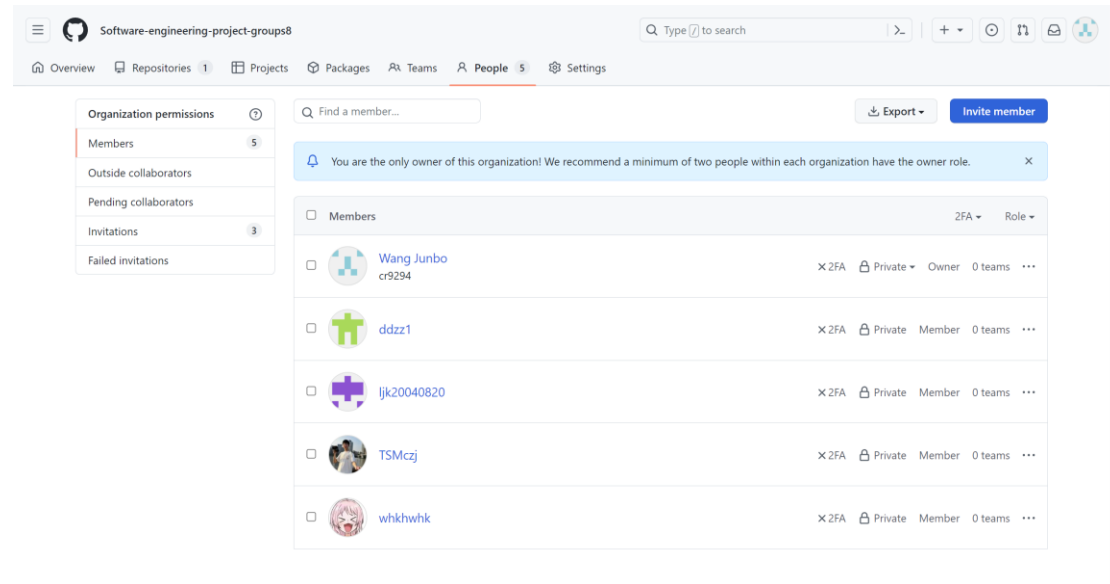 Software-engineering-project-groups8
Type / to search
Overview Repositories 1 Projects Packages Teams People 5 Settings
Organization permissions
Members 5
Outside collaborators
Pending collaborators
Invitations 3
Failed invitations
Find a member...
Export
Invite member
You are the only owner of this organization! We recommend a minimum of two people within each organization have the owner role.
Members 2FA Role
Wang Junbo
cr9294
2FA Private Owner 0 teams
ddzz1
2FA Private Member 0 teams
ljk20040820
2FA Private Member 0 teams
TSMczj
2FA Private Member 0 teams
whkhwhk
2FA Private Member 0 teams